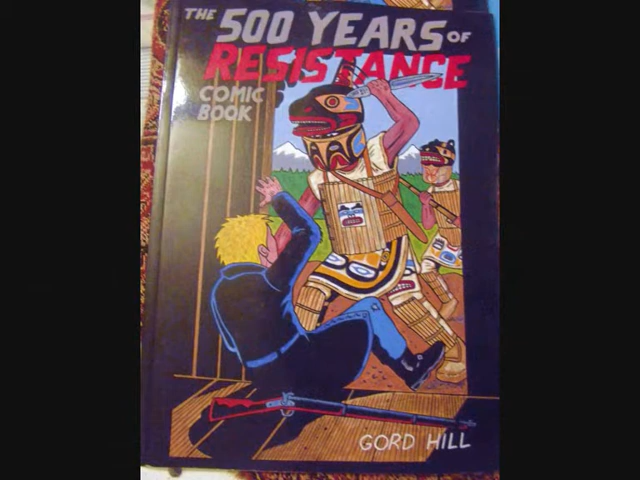 THE 500 YEARS OF
RESISTANCE
COMIC
BOOK
GORD HILL